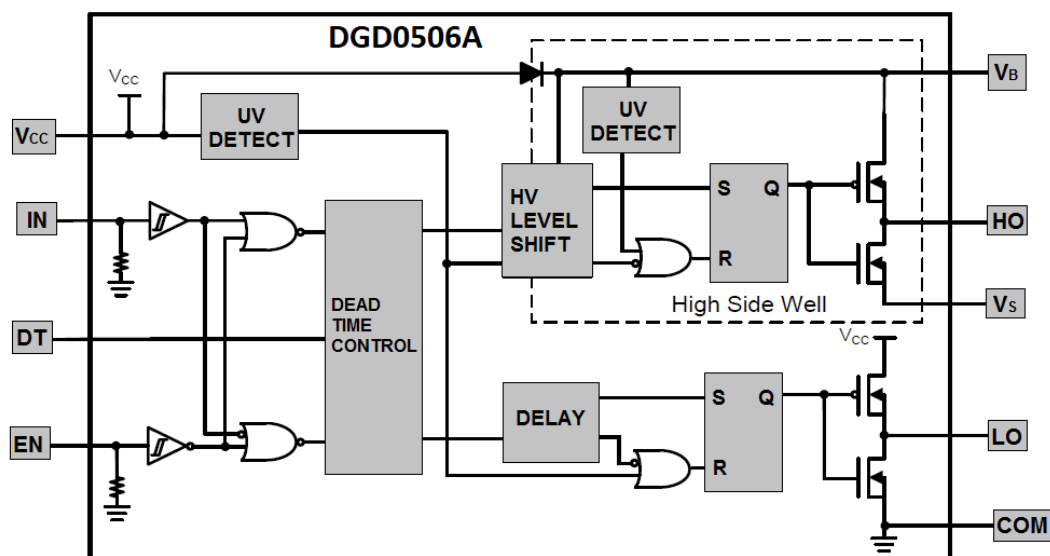 DGD0506A
VCC
VCC
UV
DETECT
UV
DETECT
VB
IN
HV
LEVEL
SHIFT
S
Q
R
HO
High Side Well
VS
DT
DEAD
TIME
CONTROL
VCC
EN
DELAY
S
Q
R
LO
COM